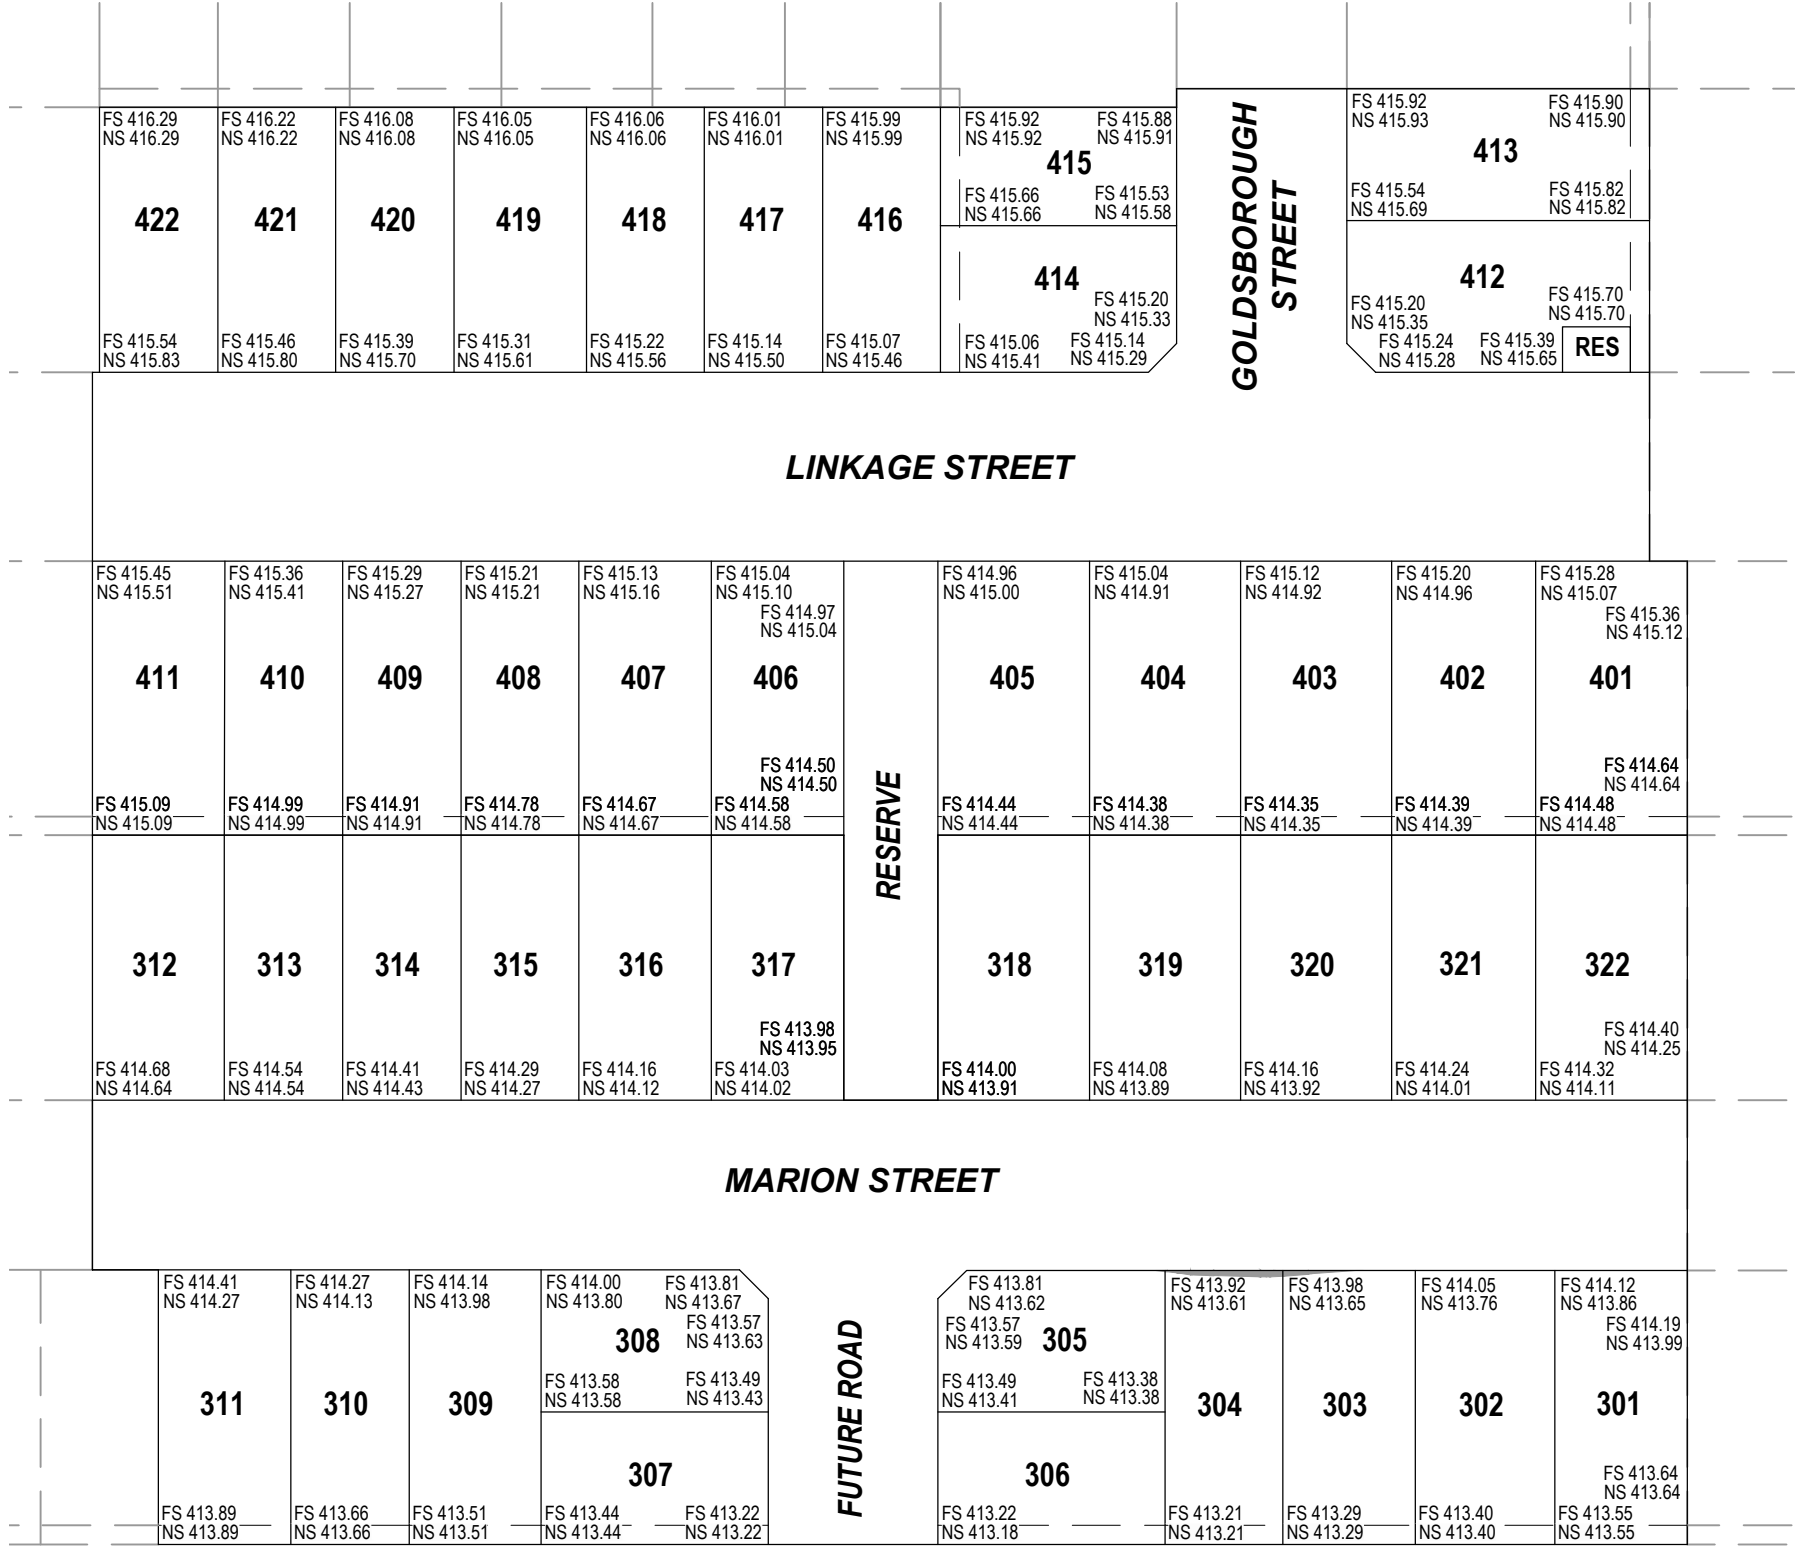 FS 416.29
NS 416.29
FS 416.22
NS 416.22
FS 416.08
NS 416.08
FS 416.05
NS 416.05
FS 416.06
NS 416.06
FS 416.01
NS 416.01
FS 415.99
NS 415.99
FS 415.92
NS 415.92
FS 415.88
NS 415.91
415
FS 415.66
NS 415.66
FS 415.53
NS 415.58
GOLDSBOROUGH
STREET
FS 415.92
NS 415.93
FS 415.90
NS 415.90
413
FS 415.54
NS 415.69
FS 415.82
NS 415.82
422
421
420
419
418
417
416
414
FS 415.20
NS 415.33
412
FS 415.20
NS 415.35
FS 415.70
NS 415.70
FS 415.54
NS 415.83
FS 415.46
NS 415.80
FS 415.39
NS 415.70
FS 415.31
NS 415.61
FS 415.22
NS 415.56
FS 415.14
NS 415.50
FS 415.07
NS 415.46
FS 415.06
NS 415.41
FS 415.14
NS 415.29
FS 415.24
NS 415.28
FS 415.39
NS 415.65
RES
LINKAGE STREET
FS 415.45
NS 415.51
FS 415.36
NS 415.41
FS 415.29
NS 415.27
FS 415.21
NS 415.21
FS 415.13
NS 415.16
FS 415.04
NS 415.10
FS 414.97
NS 415.04
FS 414.96
NS 415.00
FS 415.04
NS 414.91
FS 415.12
NS 414.92
FS 415.20
NS 414.96
FS 415.28
NS 415.07
FS 415.36
NS 415.12
411
410
409
408
407
406
405
404
403
402
401
FS 414.50
NS 414.50
FS 414.64
NS 414.64
FS 415.09
NS 415.09
FS 414.99
NS 414.99
FS 414.91
NS 414.91
FS 414.78
NS 414.78
FS 414.67
NS 414.67
FS 414.58
NS 414.58
RESERVE
FS 414.44
NS 414.44
FS 414.38
NS 414.38
FS 414.35
NS 414.35
FS 414.39
NS 414.39
FS 414.48
NS 414.48
312
313
314
315
316
317
318
319
320
321
322
FS 413.98
NS 413.95
FS 414.40
NS 414.25
FS 414.68
NS 414.64
FS 414.54
NS 414.54
FS 414.41
NS 414.43
FS 414.29
NS 414.27
FS 414.16
NS 414.12
FS 414.03
NS 414.02
FS 414.00
NS 413.91
FS 414.08
NS 413.89
FS 414.16
NS 413.92
FS 414.24
NS 414.01
FS 414.32
NS 414.11
MARION STREET
FS 414.41
NS 414.27
FS 414.27
NS 414.13
FS 414.14
NS 413.98
FS 414.00
NS 413.80
FS 413.81
NS 413.67
FS 413.57
NS 413.63
308
FS 413.58
NS 413.58
FS 413.49
NS 413.43
FUTURE ROAD
FS 413.81
NS 413.62
FS 413.57
NS 413.59
305
FS 413.49
NS 413.41
FS 413.38
NS 413.38
FS 413.92
NS 413.61
FS 413.98
NS 413.65
FS 414.05
NS 413.76
FS 414.12
NS 413.86
FS 414.19
NS 413.99
311
310
309
307
306
304
303
302
301
FS 413.64
NS 413.64
FS 413.89
NS 413.89
FS 413.66
NS 413.66
FS 413.51
NS 413.51
FS 413.44
NS 413.44
FS 413.22
NS 413.22
FS 413.22
NS 413.18
FS 413.21
NS 413.21
FS 413.29
NS 413.29
FS 413.40
NS 413.40
FS 413.55
NS 413.55